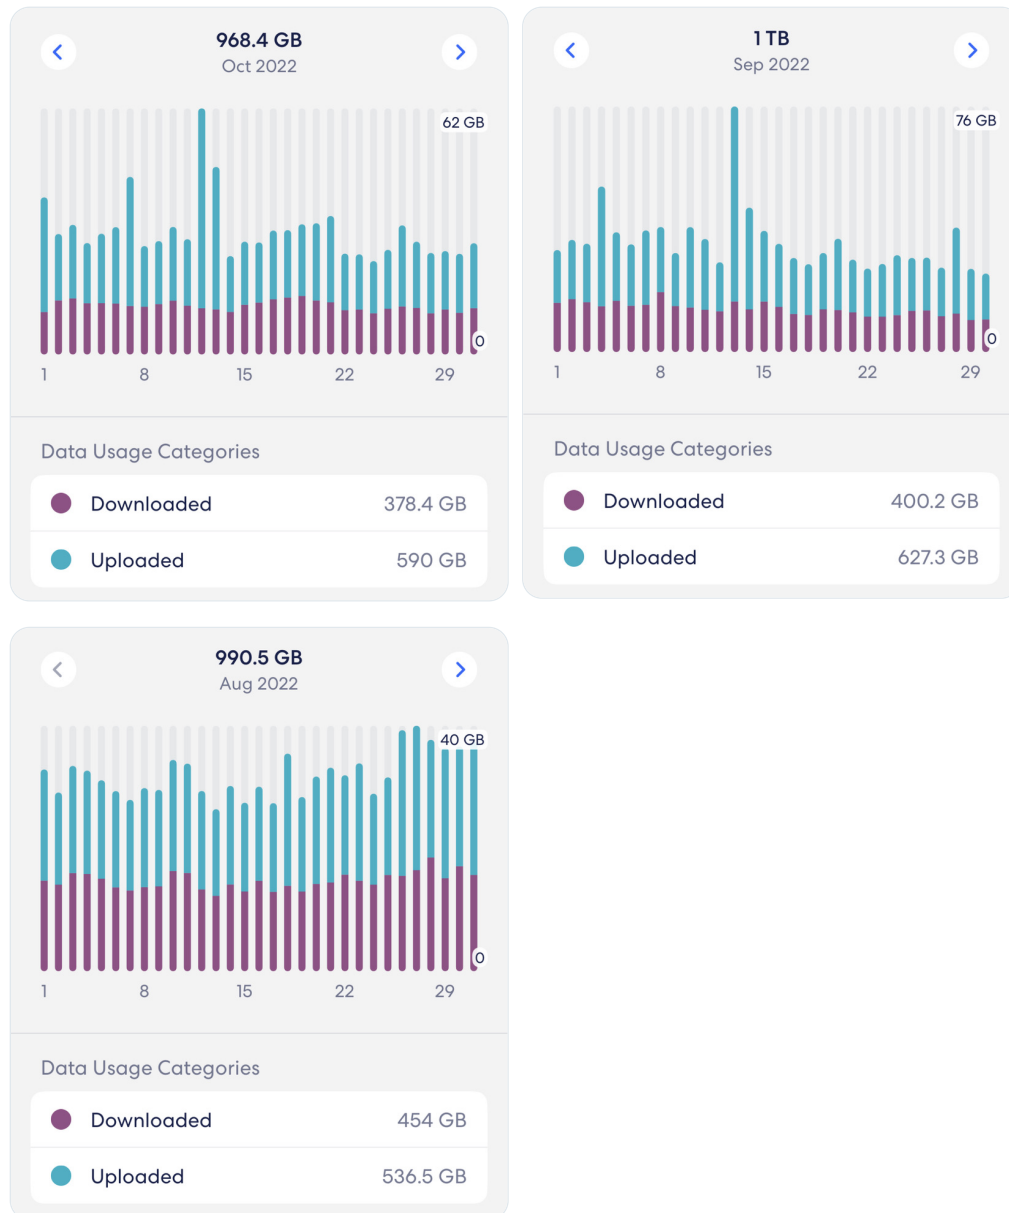 968.4 GB
Oct 2022
62 GB
0
1 8 15 22 29
Data Usage Categories
Downloaded 378.4 GB
Uploaded 590 GB
1 TB
Sep 2022
76 GB
0
1 8 15 22 29
Data Usage Categories
Downloaded 400.2 GB
Uploaded 627.3 GB
990.5 GB
Aug 2022
40 GB
0
1 8 15 22 29
Data Usage Categories
Downloaded 454 GB
Uploaded 536.5 GB